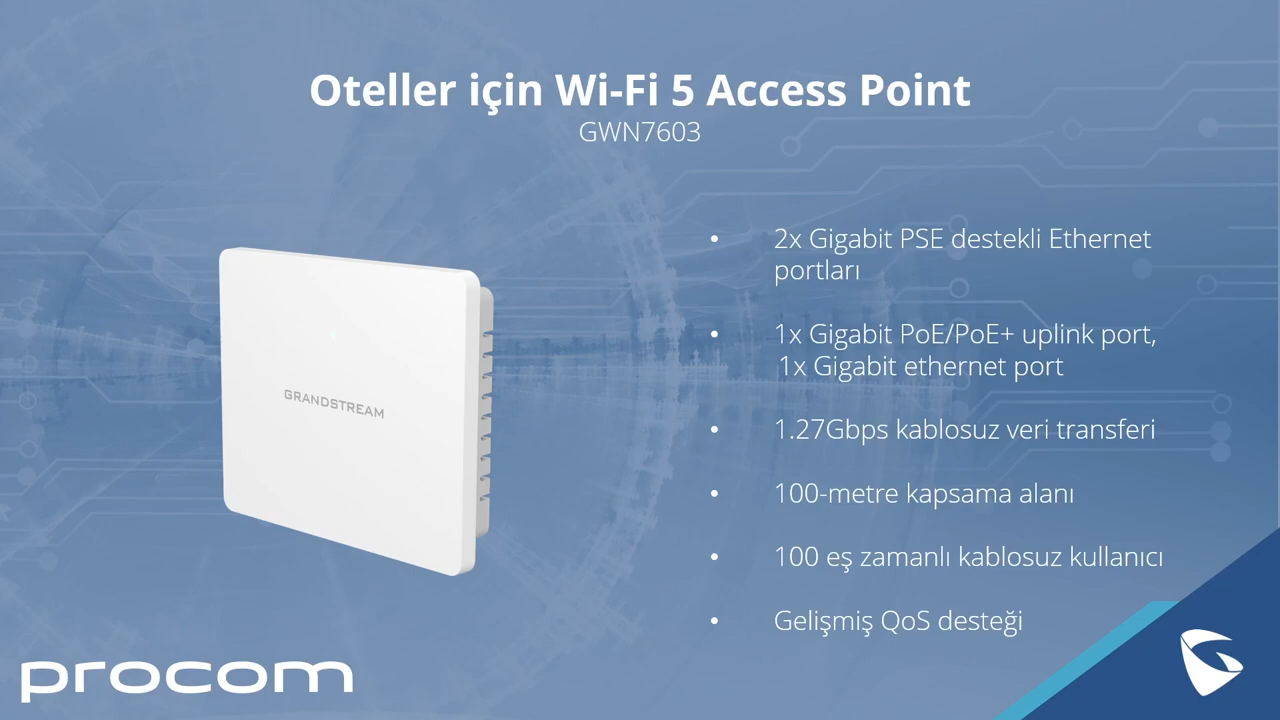 Oteller için Wi-Fi 5 Access Point
GWN7603
GRANDSTREAM
• 2x Gigabit PSE destekli Ethernet
portları
• 1x Gigabit PoE/PoE+ uplink port,
1x Gigabit ethernet port
• 1.27Gbps kablosuz veri transferi
• 100-metre kapsama alanı
• 100 eş zamanlı kablosuz kullanıcı
• Gelişmiş QoS desteği
procom